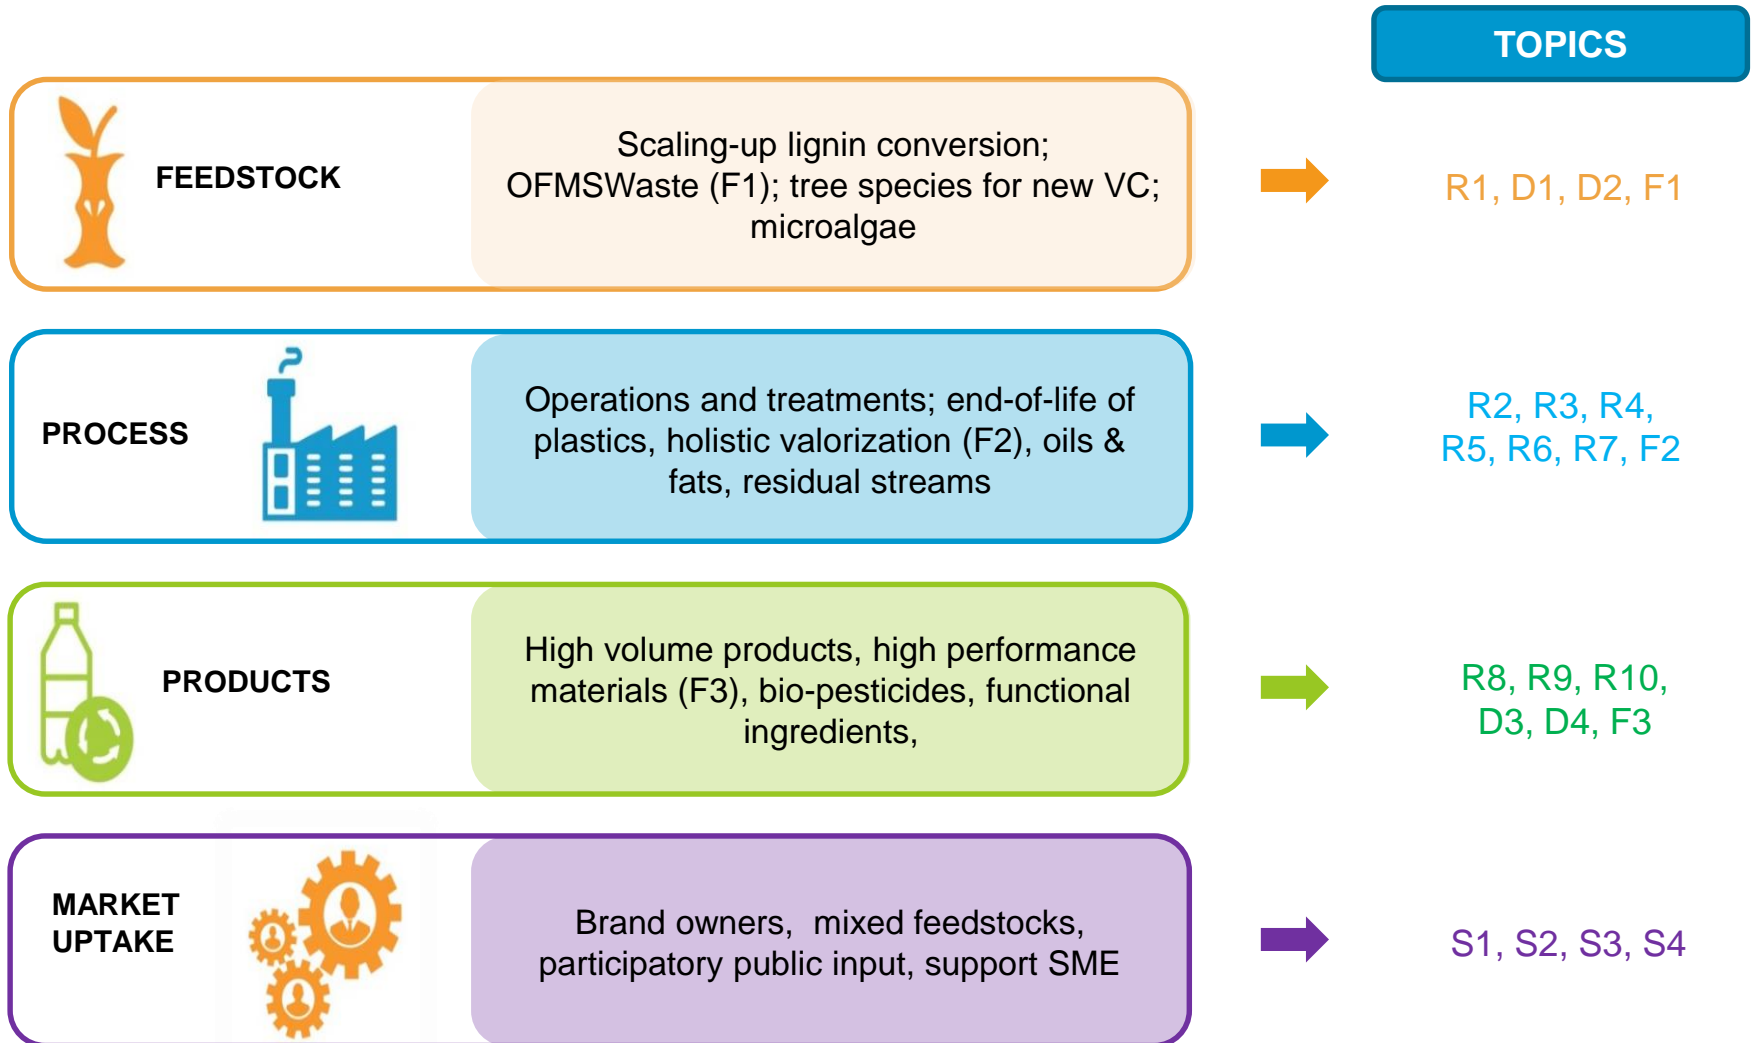 TOPICS
FEEDSTOCK
Scaling-up lignin conversion;
OFMSWaste (F1); tree species for new VC;
microalgae
R1, D1, D2, F1
PROCESS
Operations and treatments; end-of-life of
plastics, holistic valorization (F2), oils &
fats, residual streams
R2, R3, R4,
R5, R6, R7, F2
PRODUCTS
High volume products, high performance
materials (F3), bio-pesticides, functional
ingredients,
R8, R9, R10,
D3, D4, F3
MARKET
UPTAKE
Brand owners,  mixed feedstocks,
participatory public input, support SME
S1, S2, S3, S4